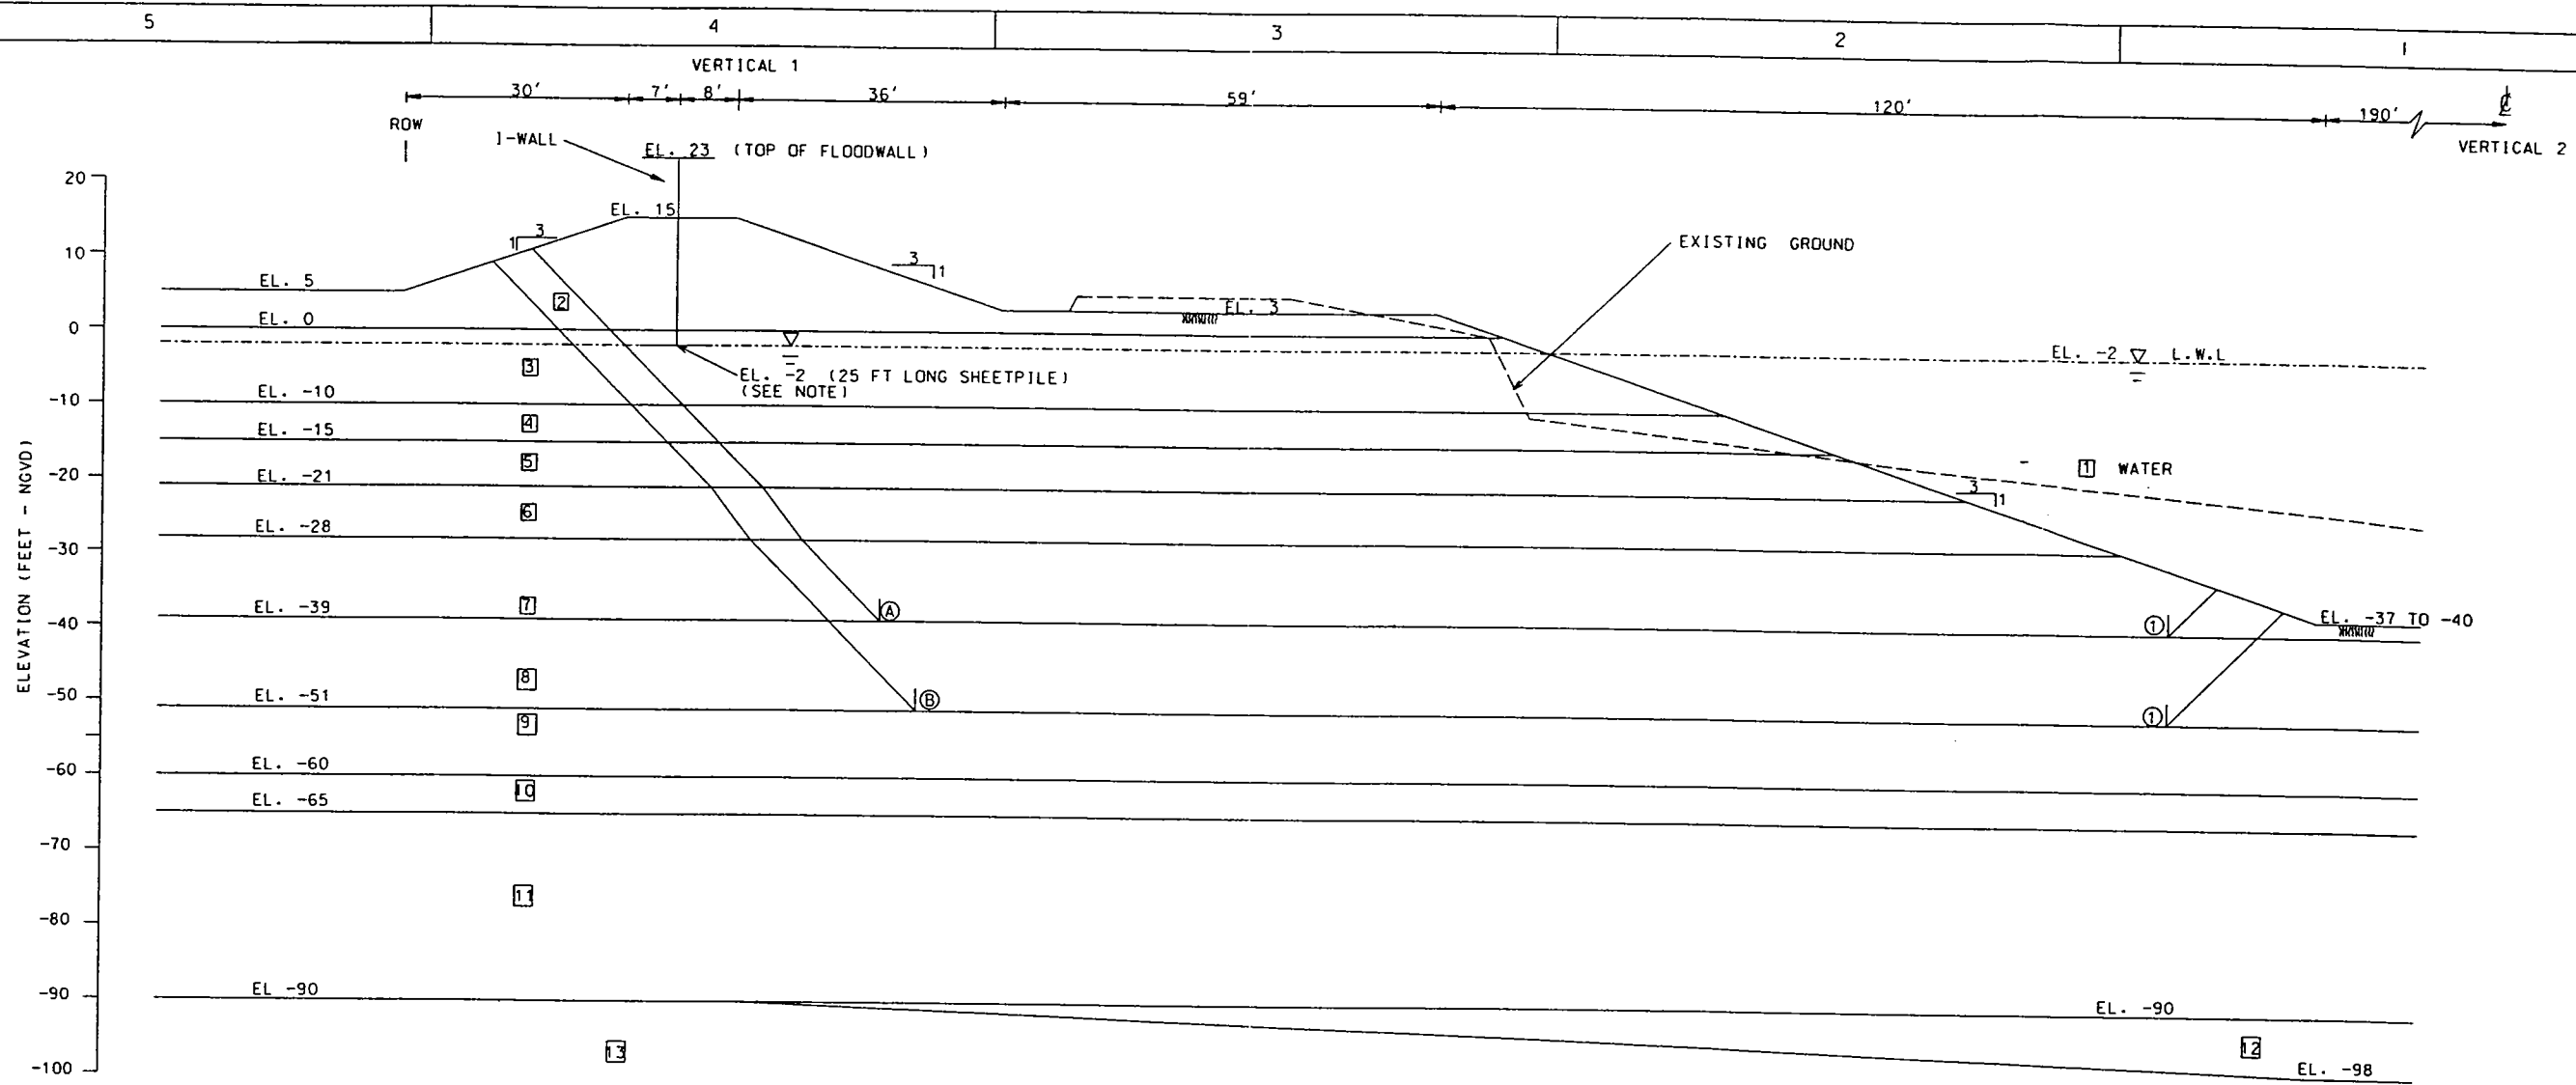 5 4 3 2 1
VERTICAL 1
30' 7' 8' 36' 59' 120' 190' ℄
ROW
VERTICAL 2
I-WALL
EL. 23 (TOP OF FLOODWALL)
20
EL. 15
1 3
3 1
EXISTING GROUND
10
EL. 5
2
EL. 3
0
EL. 0
3
EL. -2 L.W.L
EL. -2 (25 FT LONG SHEETPILE)
(SEE NOTE)
-10
EL. -10
4
EL. -15
5
-20
EL. -21
1 WATER
3 1
6
EL. -28
-30
ELEVATION (FEET - NGVD)
7
EL. -39
A
1
EL. -37 TO -40
-40
8
-50
EL. -51
B
1
9
-60
EL. -60
10
EL. -65
-70
11
-80
-90
EL -90
EL. -90
13
12
-100
EL. -98